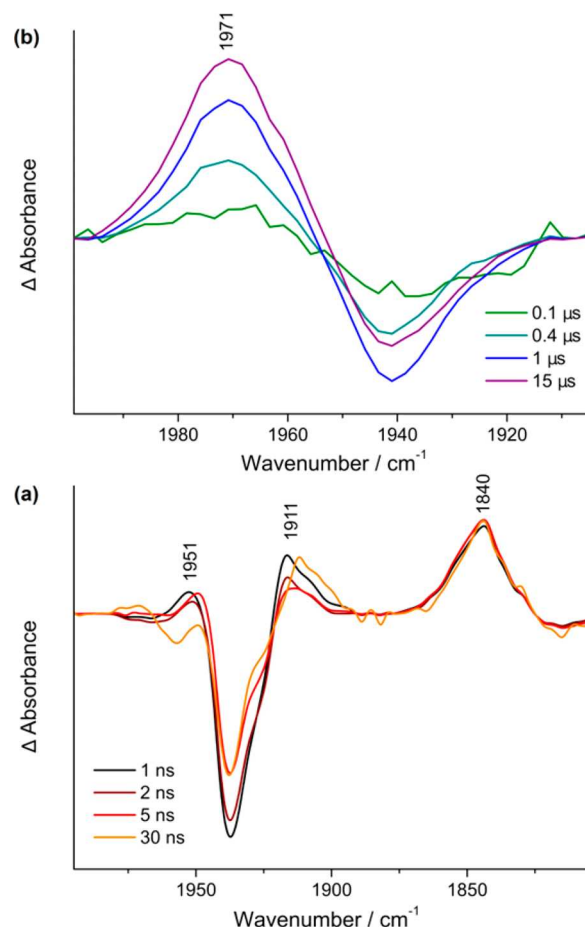 (b)
1971
Δ Absorbance
0.1 μs
0.4 μs
1 μs
15 μs
1980 1960 1940 1920
Wavenumber / cm⁻¹
(a)
1951
1911
1840
Δ Absorbance
1 ns
2 ns
5 ns
30 ns
1950 1900 1850
Wavenumber / cm⁻¹